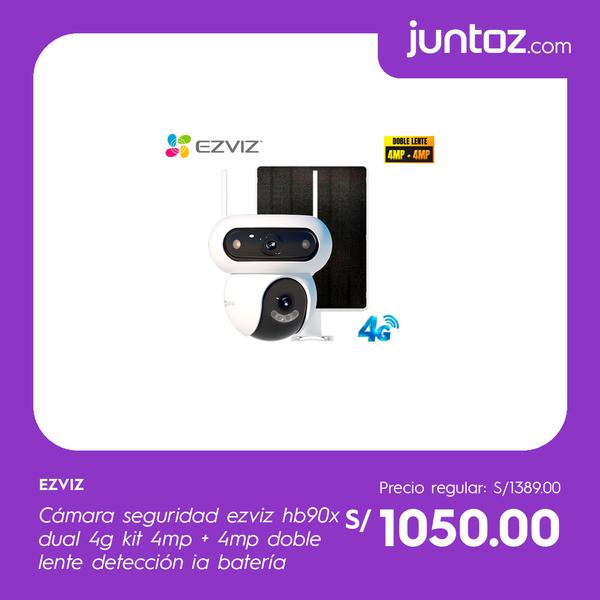 juntoz.com
EZVIZ
DOBLE LENTE
4MP + 4MP
4G
EZVIZ
Precio regular: S/1389.00
Cámara seguridad ezviz hb90x
dual 4g kit 4mp + 4mp doble
lente detección ia batería
S/ 1050.00